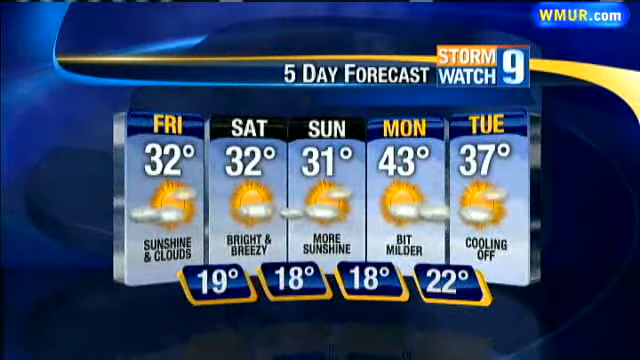 WMUR.com
5 DAY FORECAST
STORM
WATCH 9
FRI SAT SUN MON TUE
32° 32° 31° 43° 37°
SUNSHINE & CLOUDS
BRIGHT & BREEZY
MORE SUNSHINE
BIT MILDER
COOLING OFF
19° 18° 18° 22°